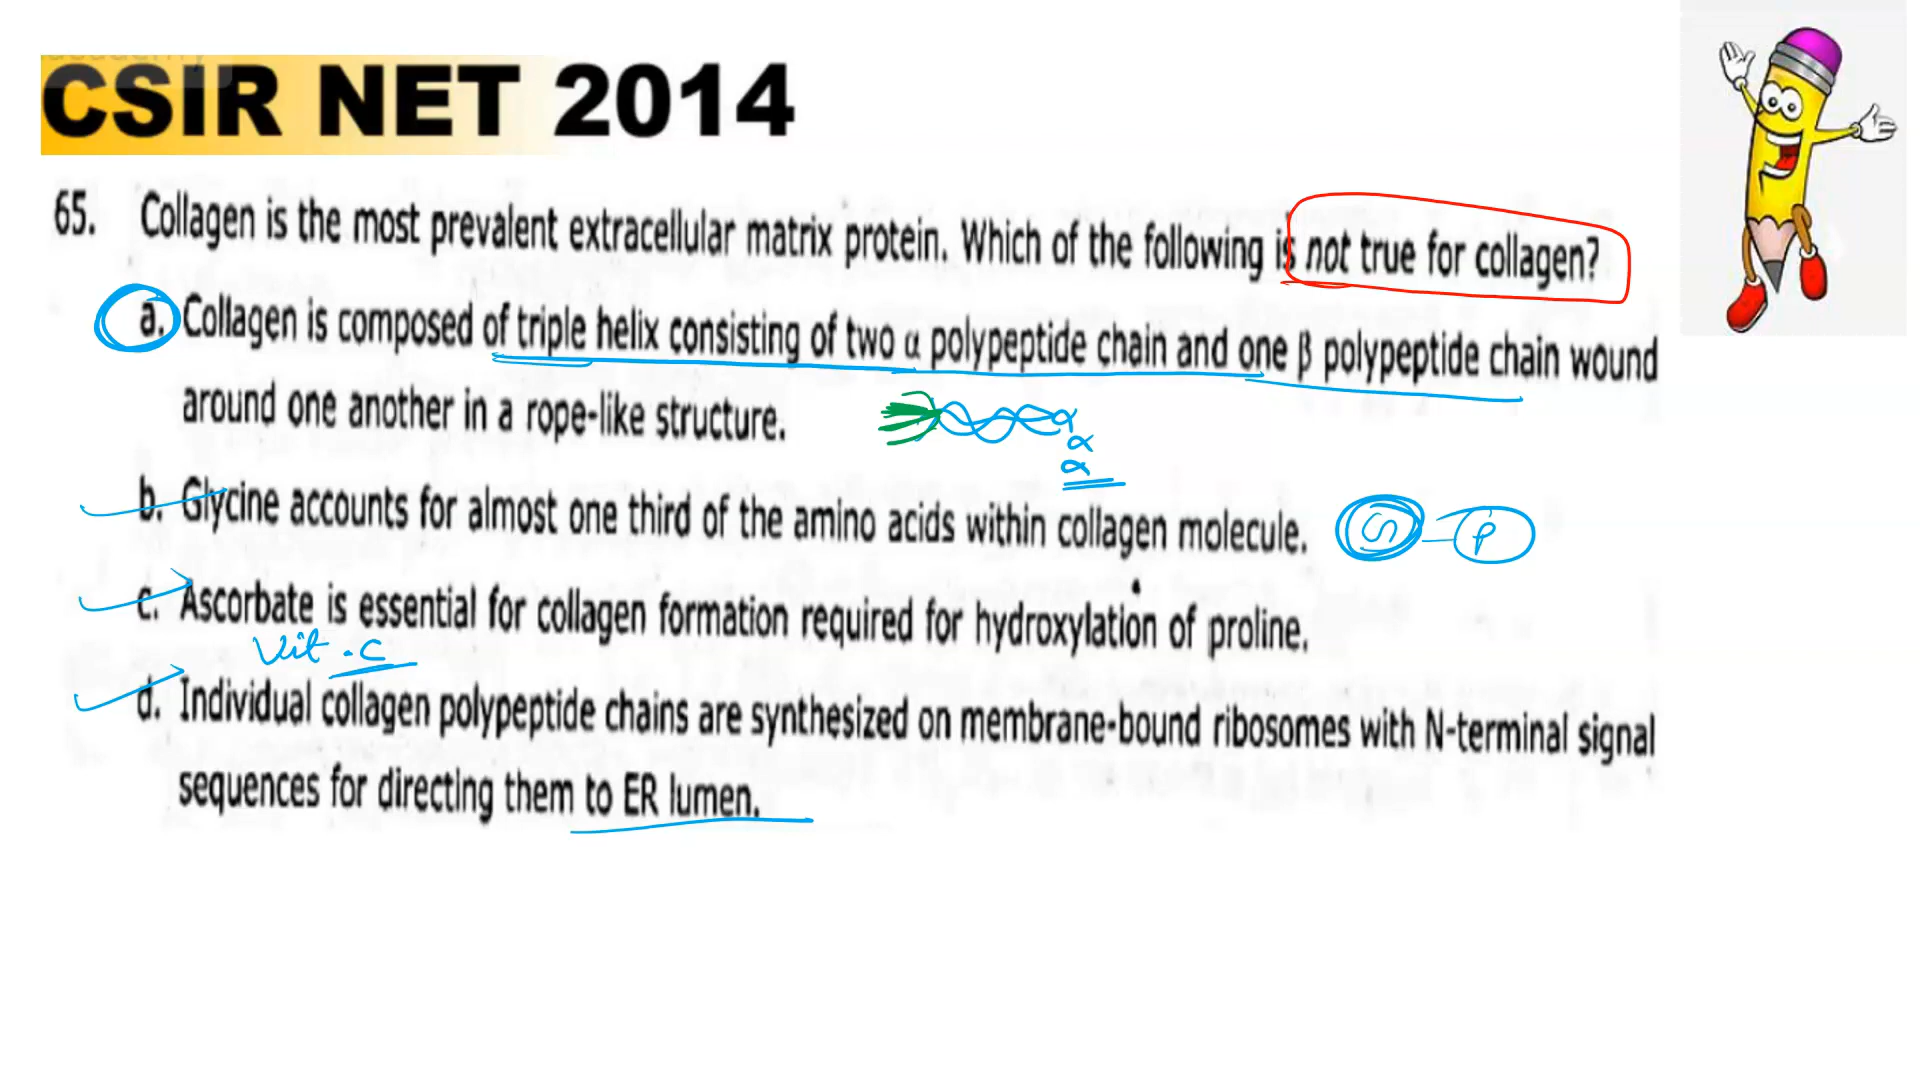 CSIR NET 2014
65. Collagen is the most prevalent extracellular matrix protein. Which of the following is not true for collagen?
a. Collagen is composed of triple helix consisting of two α polypeptide chain and one β polypeptide chain wound
around one another in a rope-like structure.
α
α
α
b. Glycine accounts for almost one third of the amino acids within collagen molecule.
G P
c. Ascorbate is essential for collagen formation required for hydroxylation of proline.
Vit. C
d. Individual collagen polypeptide chains are synthesized on membrane-bound ribosomes with N-terminal signal
sequences for directing them to ER lumen.